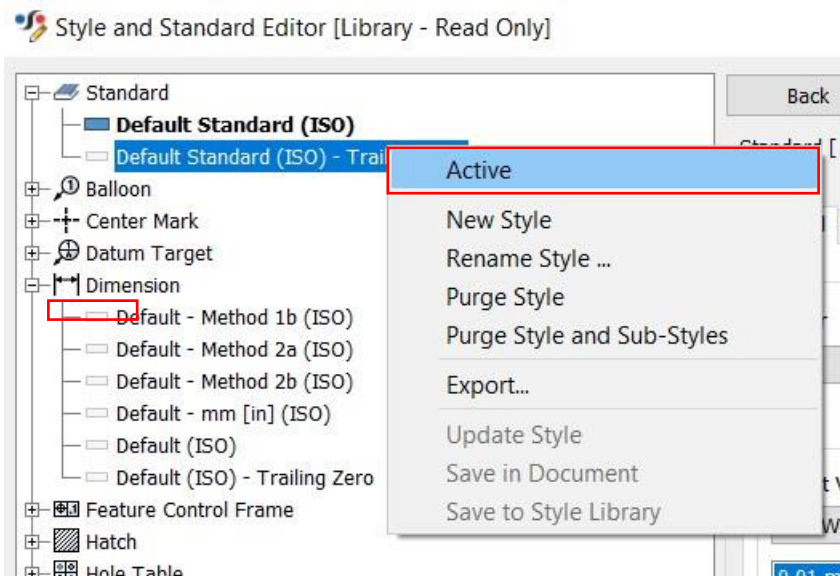 Style and Standard Editor [Library - Read Only]
Standard
Default Standard (ISO)
Default Standard (ISO) - Trai
Balloon
Center Mark
Datum Target
Dimension
Default - Method 1b (ISO)
Default - Method 2a (ISO)
Default - Method 2b (ISO)
Default - mm [in] (ISO)
Default (ISO)
Default (ISO) - Trailing Zero
Feature Control Frame
Hatch
Hole Table
Active
New Style
Rename Style ...
Purge Style
Purge Style and Sub-Styles
Export...
Update Style
Save in Document
Save to Style Library
Back